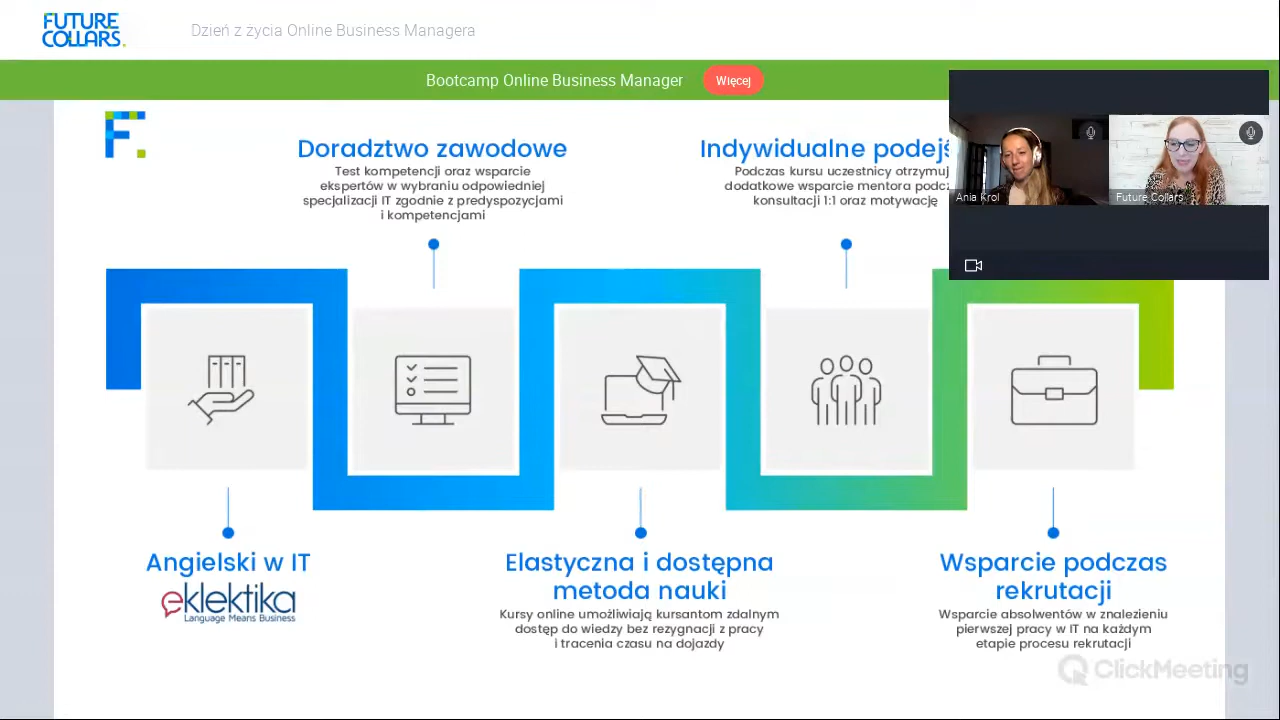 FUTURE
COLLARS.
Dzień z życia Online Business Managera
Bootcamp Online Business Manager
Więcej
F.
Doradztwo zawodowe
Test kompetencji oraz wsparcie
ekspertów w wybraniu odpowiedniej
specjalizacji IT zgodnie z predyspozycjami
i kompetencjami
Indywidualne
Podczas kursu uczestnicy otrzymują
dodatkowe wsparcie mentora
konsultacji 1:1 oraz motywację
Ania Krol
Future Collars
Angielski w IT
eklektika
Language Means Business
Elastyczna i dostępna
metoda nauki
Kursy online umożliwiają kursantom zdalnym
dostęp do wiedzy bez rezygnacji z pracy
i tracenia czasu na dojazdy
Wsparcie podczas
rekrutacji
Wsparcie absolwentów w znalezieniu
pierwszej pracy w IT na każdym
etapie procesu rekrutacji
ClickMeeting